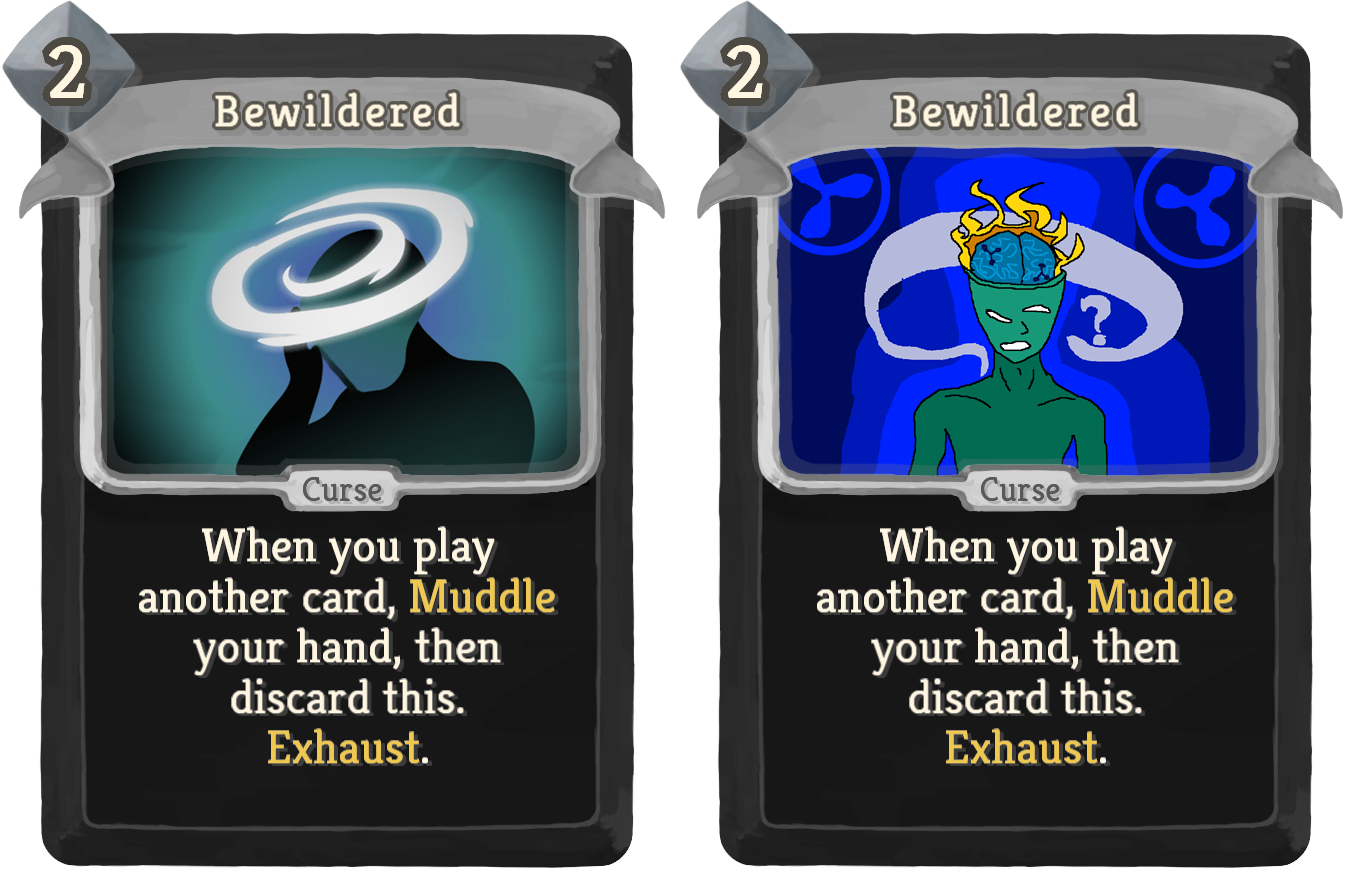 2
Bewildered
Curse
When you play
another card, Muddle
your hand, then
discard this.
Exhaust.
2
Bewildered
?
Curse
When you play
another card, Muddle
your hand, then
discard this.
Exhaust.